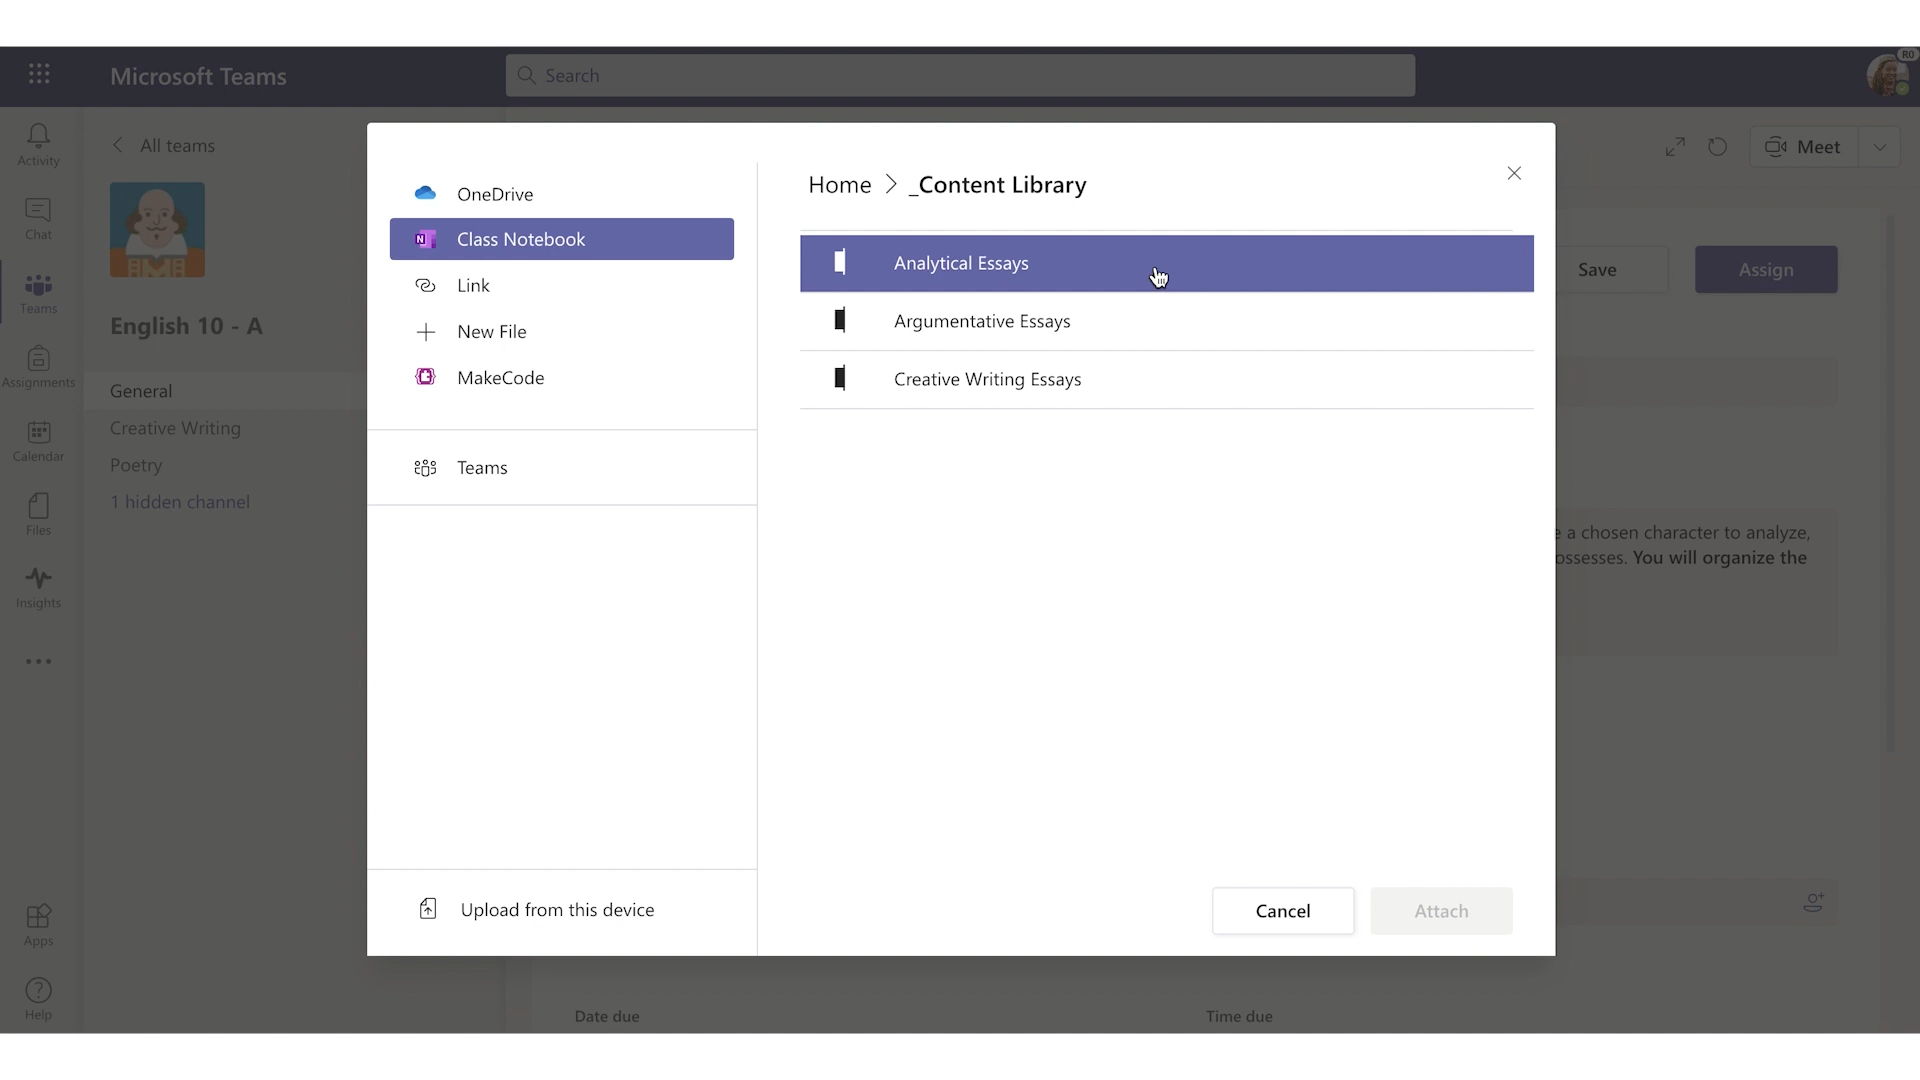 Microsoft Teams
Search
RO
Activity
Chat
Teams
Assignments
Calendar
Files
Insights
Apps
Help
All teams
English 10 - A
General
Creative Writing
Poetry
1 hidden channel
OneDrive
Class Notebook
Link
New File
MakeCode
Teams
Upload from this device
Home > _Content Library
Analytical Essays
Argumentative Essays
Creative Writing Essays
Cancel
Attach
Meet
Save
Assign
a chosen character to analyze,
You will organize the
Date due
Time due